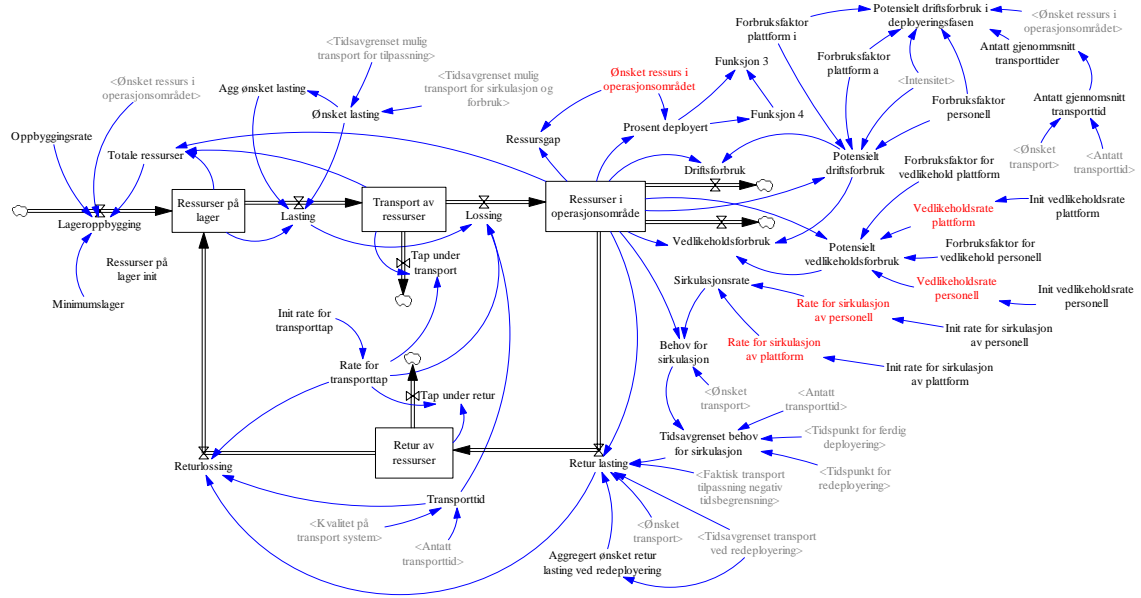 Potensielt driftsforbruk i
deployeringsfasen
<Ønsket ressurs i
operasjonsområdet>
Forbruksfaktor
plattform i
Antatt gjenommsnitt
transporttider
<Tidsavgrenset mulig
transport for tilpassning>
Funksjon 3
Forbruksfaktor
plattform a
<Ønsket ressurs i
operasjonsområdet>
Agg ønsket lasting
<Tidsavgrenset mulig
transport for sirkulasjon og
forbruk>
Ønsket ressurs i
operasjonsområdet
<Intensitet>
Forbruksfaktor
personell
Antatt gjennomsnitt
transporttid
Ønsket lasting
Funksjon 4
Prosent deployert
Oppbyggingsrate
Ressursgap
<Ønsket
transport>
<Antatt
transporttid>
Totale ressurser
Driftsforbruk
Potensielt
driftsforbruk
Forbruksfaktor for
vedlikehold plattform
Ressurser på
lager
Transport av
ressurser
Ressurser i
operasjonsområde
Vedlikeholdsrate
plattform
Init vedlikeholdsrate
plattform
Lageroppbygging
Lasting
Lossing
Vedlikeholdsforbruk
Potensielt
vedlikeholdsforbruk
Forbruksfaktor for
vedlikehold personell
Ressurser på
lager init
Tap under
transport
Sirkulasjonsrate
Vedlikeholdsrate
personell
Init vedlikeholdsrate
personell
Minimumslager
Rate for sirkulasjon
av personell
Init rate for
transporttap
Init rate for sirkulasjon
av personell
Behov for
sirkulasjon
Rate for sirkulasjon
av plattform
Init rate for sirkulasjon
av plattform
Rate for
transporttap
Tap under retur
<Ønsket
transport>
<Antatt
transporttid>
Retur av
ressurser
Tidsavgrenset behov
for sirkulasjon
<Tidspunkt for ferdig
deployering>
Returlossing
Retur lasting
<Faktisk transport
tilpassning negativ
tidsbegrensning>
<Tidspunkt for
redeployering>
Transporttid
<Kvalitet på
transport system>
<Antatt
transporttid>
<Ønsket
transport>
<Tidsavgrenset transport
ved redeployering>
Aggregert ønsket retur
lasting ved redeployering